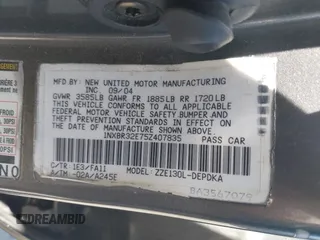 MFD BY: NEW UNITED MOTOR MANUFACTURING
INC. 09/04
GVWR 3585LB GAWR FR 1885LB RR 1720LB
THIS VEHICLE CONFORMS TO ALL APPLICABLE
FEDERAL MOTOR VEHICLE SAFETY, BUMPER, AND
THEFT PREVENTION STANDARDS IN EFFECT ON
THE DATE OF MANUFACTURE SHOWN ABOVE.
1NXBR32E75Z407835 PASS CAR
C/TR 1E3/FA11
A/TM -02A/A245E MODEL: ZZE130L-DEPDKA